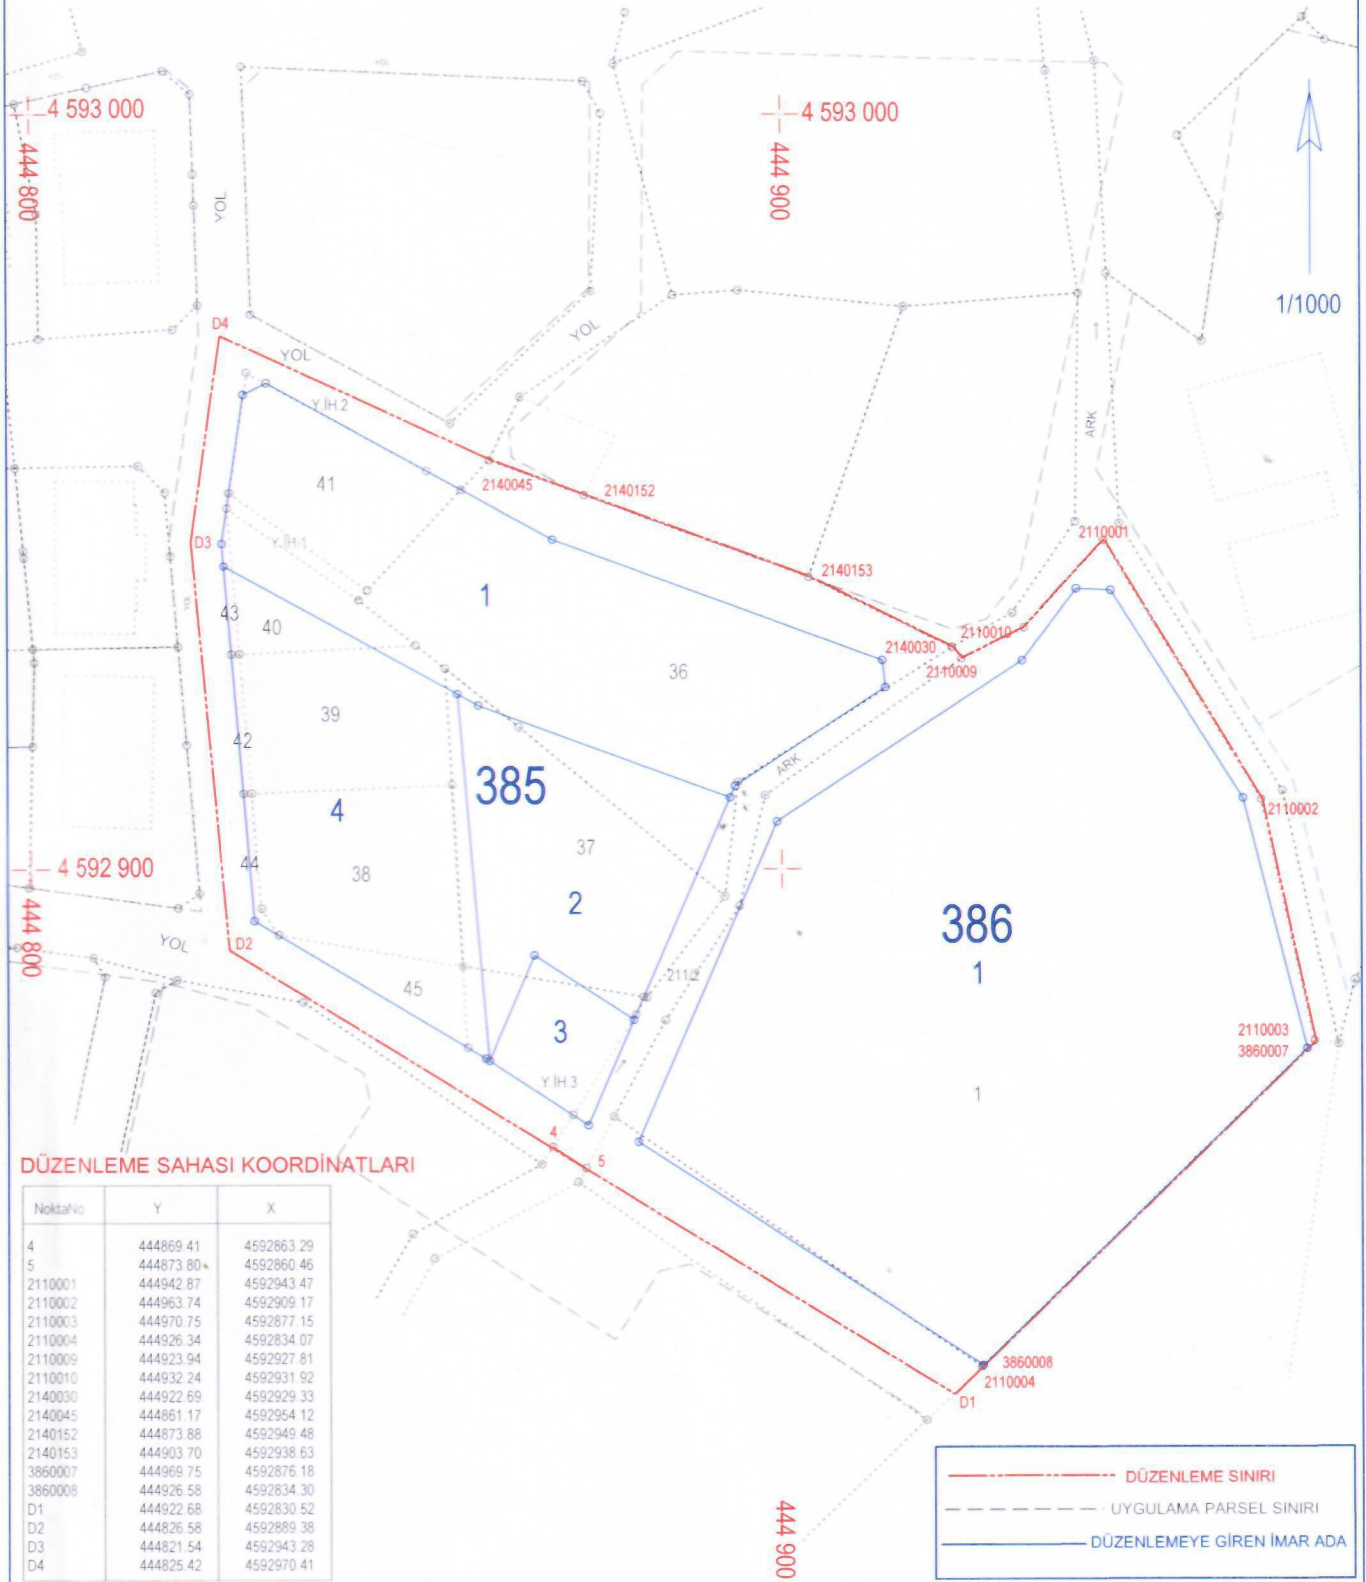 4 593 000
4 593 000
444 800
444 900
YOL
1/1000
D4
YOL
YOL
Y.İH.2
ARK
41
2140045
2140152
2110001
D3
Y.İH.1
2140153
1
43
40
2110010
2140030
2110009
36
39
42
385
ARK
4
2110002
37
44
38
4 592 900
2
386
444 800
YOL
D2
1
211/2
45
3
2110003
3860007
Y.İH.3
1
4
5
DÜZENLEME SAHASI KOORDİNATLARI
NoktaNo Y X
4 444869.41 4592863.29
5 444873.80 4592860.46
2110001 444942.87 4592943.47
2110002 444963.74 4592909.17
2110003 444970.75 4592877.15
2110004 444926.34 4592834.07
2110009 444923.94 4592927.81
2110010 444932.24 4592931.92
2140030 444922.69 4592929.33
2140045 444861.17 4592954.12
2140152 444873.88 4592949.48
2140153 444903.70 4592938.63
3860007 444969.75 4592876.18
3860008 444926.58 4592834.30
D1 444922.68 4592830.52
D2 444826.58 4592889.38
D3 444821.54 4592943.28
D4 444825.42 4592970.41
3860008
2110004
D1
444 900
DÜZENLEME SINIRI
UYGULAMA PARSEL SINIRI
DÜZENLEMEYE GİREN İMAR ADA